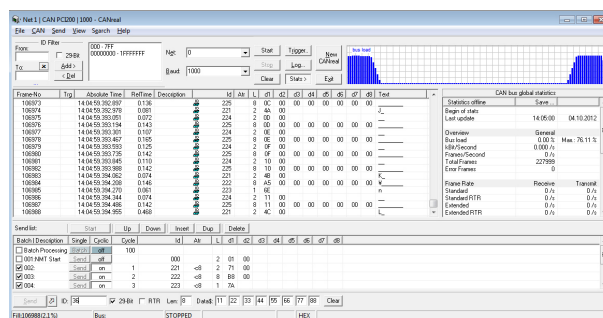 Net 1 | CAN PCI200 | 1000 - CANreal
File CAN Send View Search Help
ID Filter
From:
29-Bit
To:
Add >
< Del
000 - 7FF
00000000 - 1FFFFFFF
Net: 0
Baud: 1000
Start Trigger.. New CANreal
Stop Log..
Clear Stats > Exit
bus load
Frame-No Trg. Absolute Time RelTime Description Id Atr L d1 d2 d3 d4 d5 d6 d7 d8 Text
106973 14:04:59.392.897 0.136 225 8 0C 00 00 00 00 00 00 00
106974 14:04:59.392.978 0.081 221 2 4A 00 J_
106975 14:04:59.393.051 0.072 224 2 0D 00
106976 14:04:59.393.194 0.143 225 8 0D 00 00 00 00 00 00 00
106977 14:04:59.393.301 0.107 224 2 0E 00
106978 14:04:59.393.467 0.165 225 8 0E 00 00 00 00 00 00 00
106979 14:04:59.393.593 0.125 224 2 0F 00
106980 14:04:59.393.735 0.142 225 8 0F 00 00 00 00 00 00 00
106981 14:04:59.393.845 0.110 224 2 10 00
106982 14:04:59.393.988 0.142 225 8 10 00 00 00 00 00 00 00
106983 14:04:59.394.062 0.074 221 2 4B 00 K_
106984 14:04:59.394.208 0.146 222 8 A5 00 00 00 00 00 00 00
106985 14:04:59.394.270 0.061 223 1 6E n
106986 14:04:59.394.344 0.074 224 2 11 00
106987 14:04:59.394.486 0.142 225 8 11 00 00 00 00 00 00 00
106988 14:04:59.394.955 0.468 221 2 4C 00 L_
CAN bus global statistics
Statistics offline Save ...
Begin of stats
Last update 14:05:00 04.10.2012
Overview General
Bus load 0.00 % Max.: 76.11 %
kBit/Second 0.000 /s
Frames/Second 0 /s
Total Frames 227999
Error Frames 0
Frame Rate Receive Transmit
Standard 0 /s 0 /s
Standard RTR 0 /s 0 /s
Extended 0 /s 0 /s
Extended RTR 0 /s 0 /s
Send list: Start Up Down Insert Dup Delete
Batch | Description Single Cyclic Cycle Id Atr L d1 d2 d3 d4 d5 d6 d7 d8
Batch Processing Batch off 100
001:NMT Start Send off 000 2 01 00
002: Send on 1 221 <8 2 71 00
003: Send on 2 222 <8 8 B8 00
004: Send on 3 223 <8 1 7A
Send ID: 36 29-Bit RTR Len: 8 Data$: 11 22 33 44 55 66 77 88 Clear
Fill:106988(2.1%) Bus: STOPPED HEX